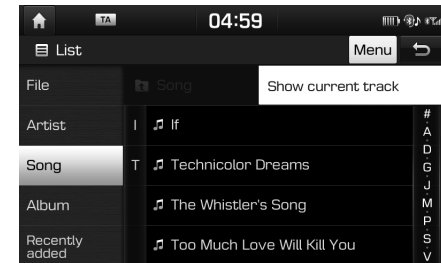 TA 04:59
List Menu
File
Song
Show current track
Artist
I If
Song
T Technicolor Dreams
Album
The Whistler's Song
Recently
added
Too Much Love Will Kill You
#
A
D
G
J
M
P
S
V